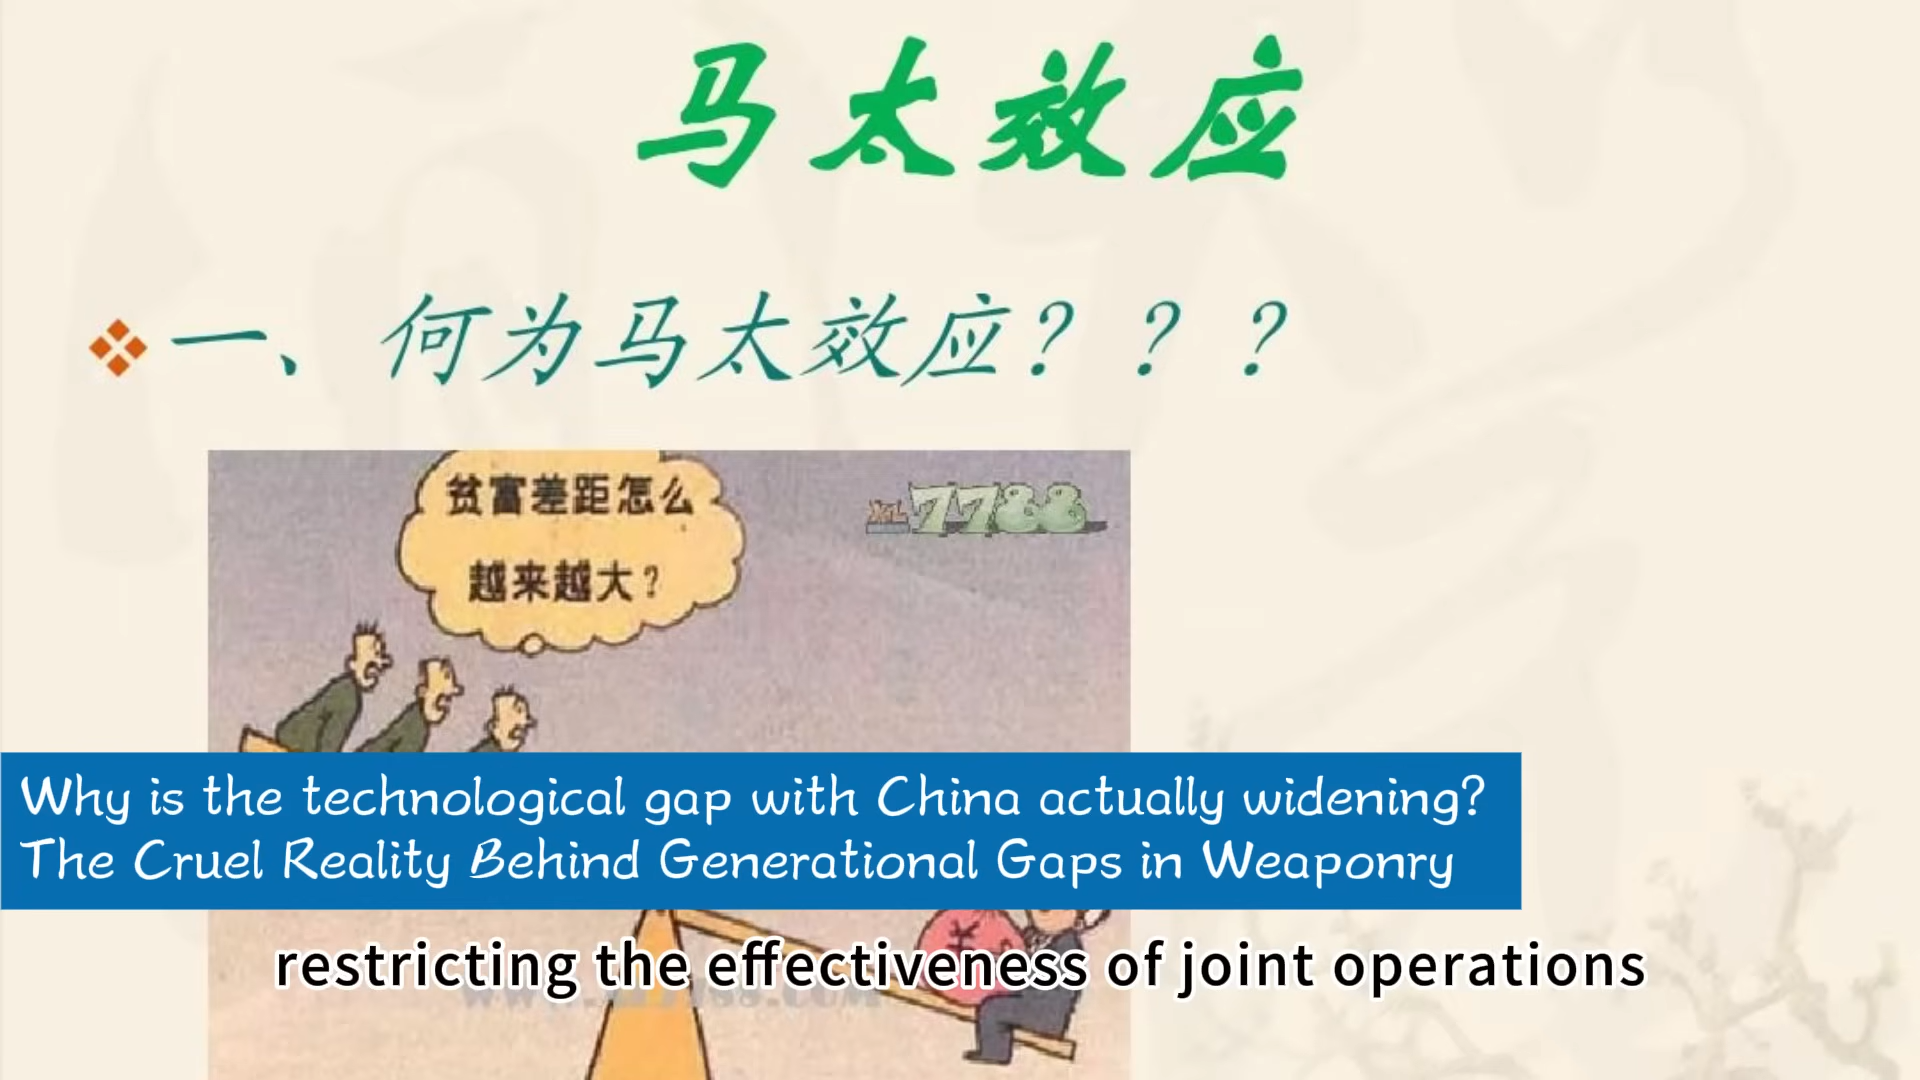 马太效应
一、何为马太效应？？？
贫富差距怎么
越来越大？
7788
Why is the technological gap with China actually widening?
The Cruel Reality Behind Generational Gaps in Weaponry
restricting the effectiveness of joint operations